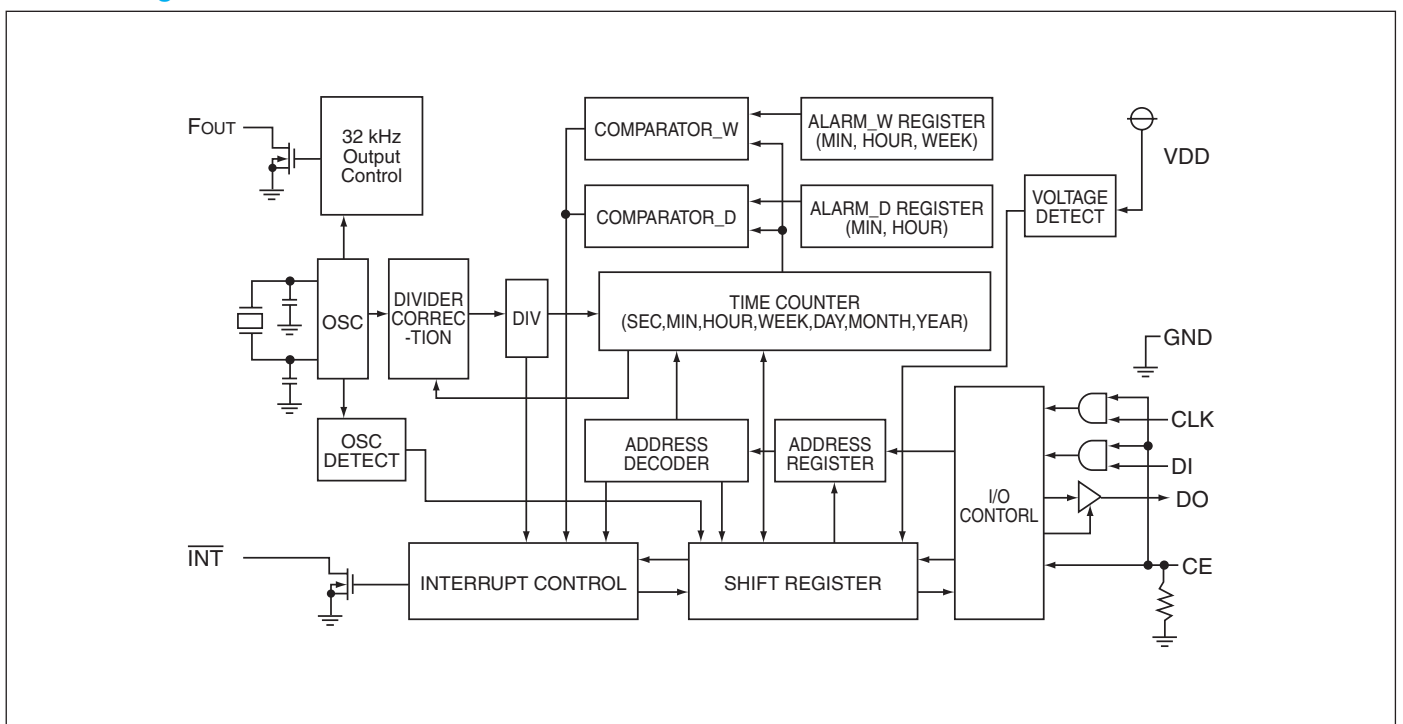 FOUT
32 kHz
Output
Control
COMPARATOR_W
ALARM_W REGISTER
(MIN, HOUR, WEEK)
VDD
VOLTAGE
DETECT
COMPARATOR_D
ALARM_D REGISTER
(MIN, HOUR)
OSC
DIVIDER
CORREC
-TION
DIV
TIME COUNTER
(SEC,MIN,HOUR,WEEK,DAY,MONTH,YEAR)
GND
CLK
OSC
DETECT
ADDRESS
DECODER
ADDRESS
REGISTER
DI
I/O
CONTORL
DO
INT
INTERRUPT CONTROL
SHIFT REGISTER
CE